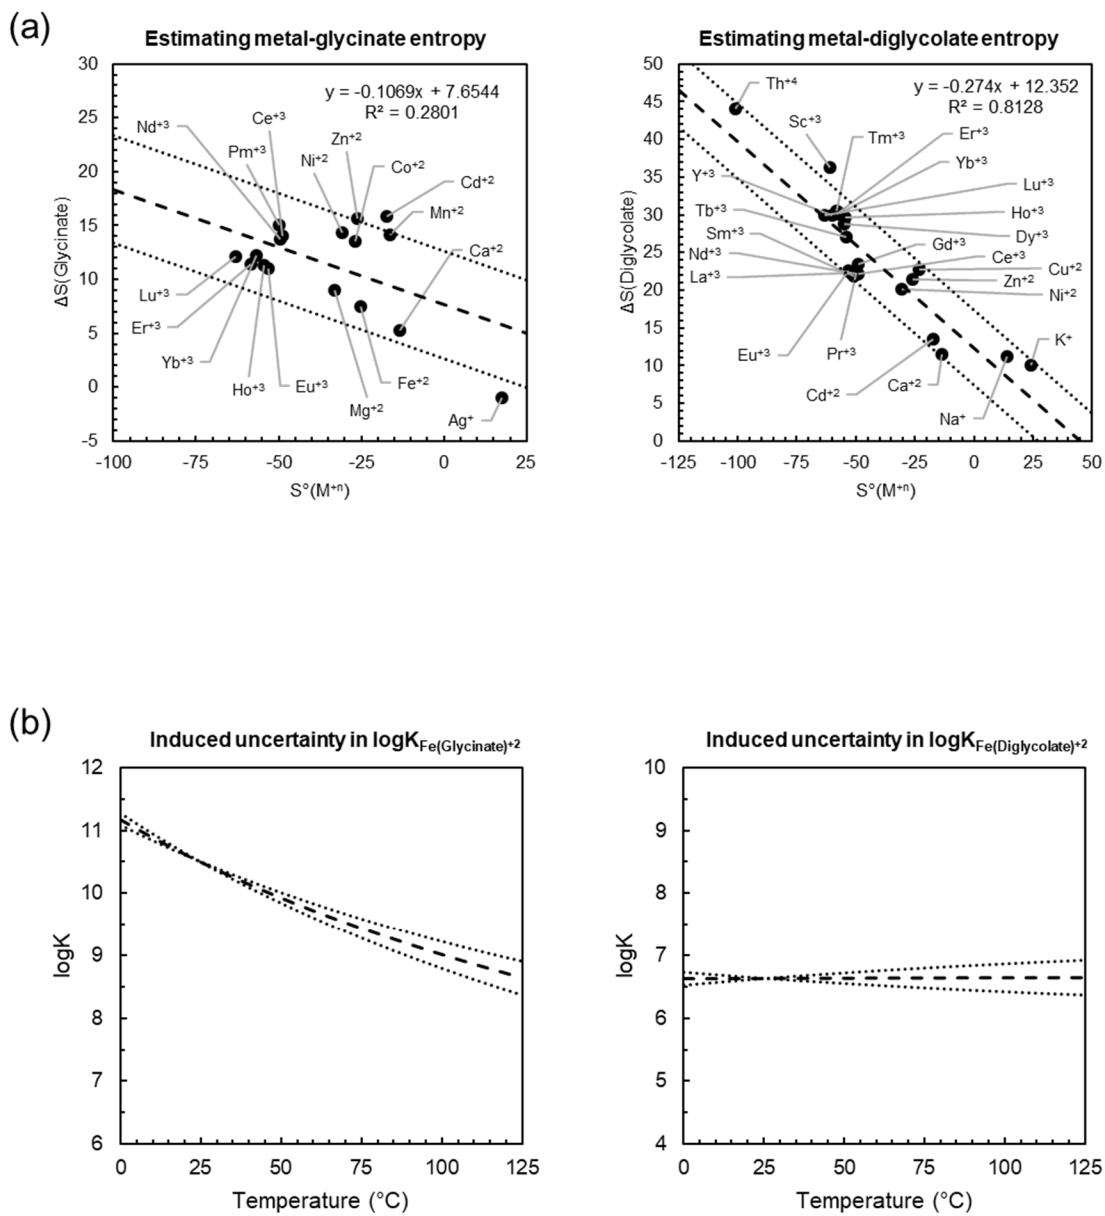 (a)
Estimating metal-glycinate entropy
y = -0.1069x + 7.6544
R² = 0.2801
ΔS(Glycinate)
30
25
20
15
10
5
0
-5
-100
-75
-50
-25
0
25
S°(M⁺ⁿ)
Nd⁺³
Ce⁺³
Pm⁺³
Ni⁺²
Zn⁺²
Co⁺²
Cd⁺²
Mn⁺²
Ca⁺²
Lu⁺³
Er⁺³
Yb⁺³
Ho⁺³
Eu⁺³
Mg⁺²
Fe⁺²
Ag⁺
Estimating metal-diglycolate entropy
y = -0.274x + 12.352
R² = 0.8128
ΔS(Diglycolate)
50
45
40
35
30
25
20
15
10
5
0
-125
-100
-75
-50
-25
0
25
50
S°(M⁺ⁿ)
Th⁺⁴
Sc⁺³
Tm⁺³
Er⁺³
Yb⁺³
Y⁺³
Lu⁺³
Tb⁺³
Ho⁺³
Sm⁺³
Dy⁺³
Gd⁺³
Nd⁺³
Ce⁺³
La⁺³
Cu⁺²
Zn⁺²
Ni⁺²
Eu⁺³
Pr⁺³
Cd⁺²
Ca⁺²
K⁺
Na⁺
(b)
Induced uncertainty in logK Fe(Glycinate)⁺²
logK
12
11
10
9
8
7
6
0
25
50
75
100
125
Temperature (°C)
Induced uncertainty in logK Fe(Diglycolate)⁺²
logK
10
9
8
7
6
5
4
0
25
50
75
100
125
Temperature (°C)